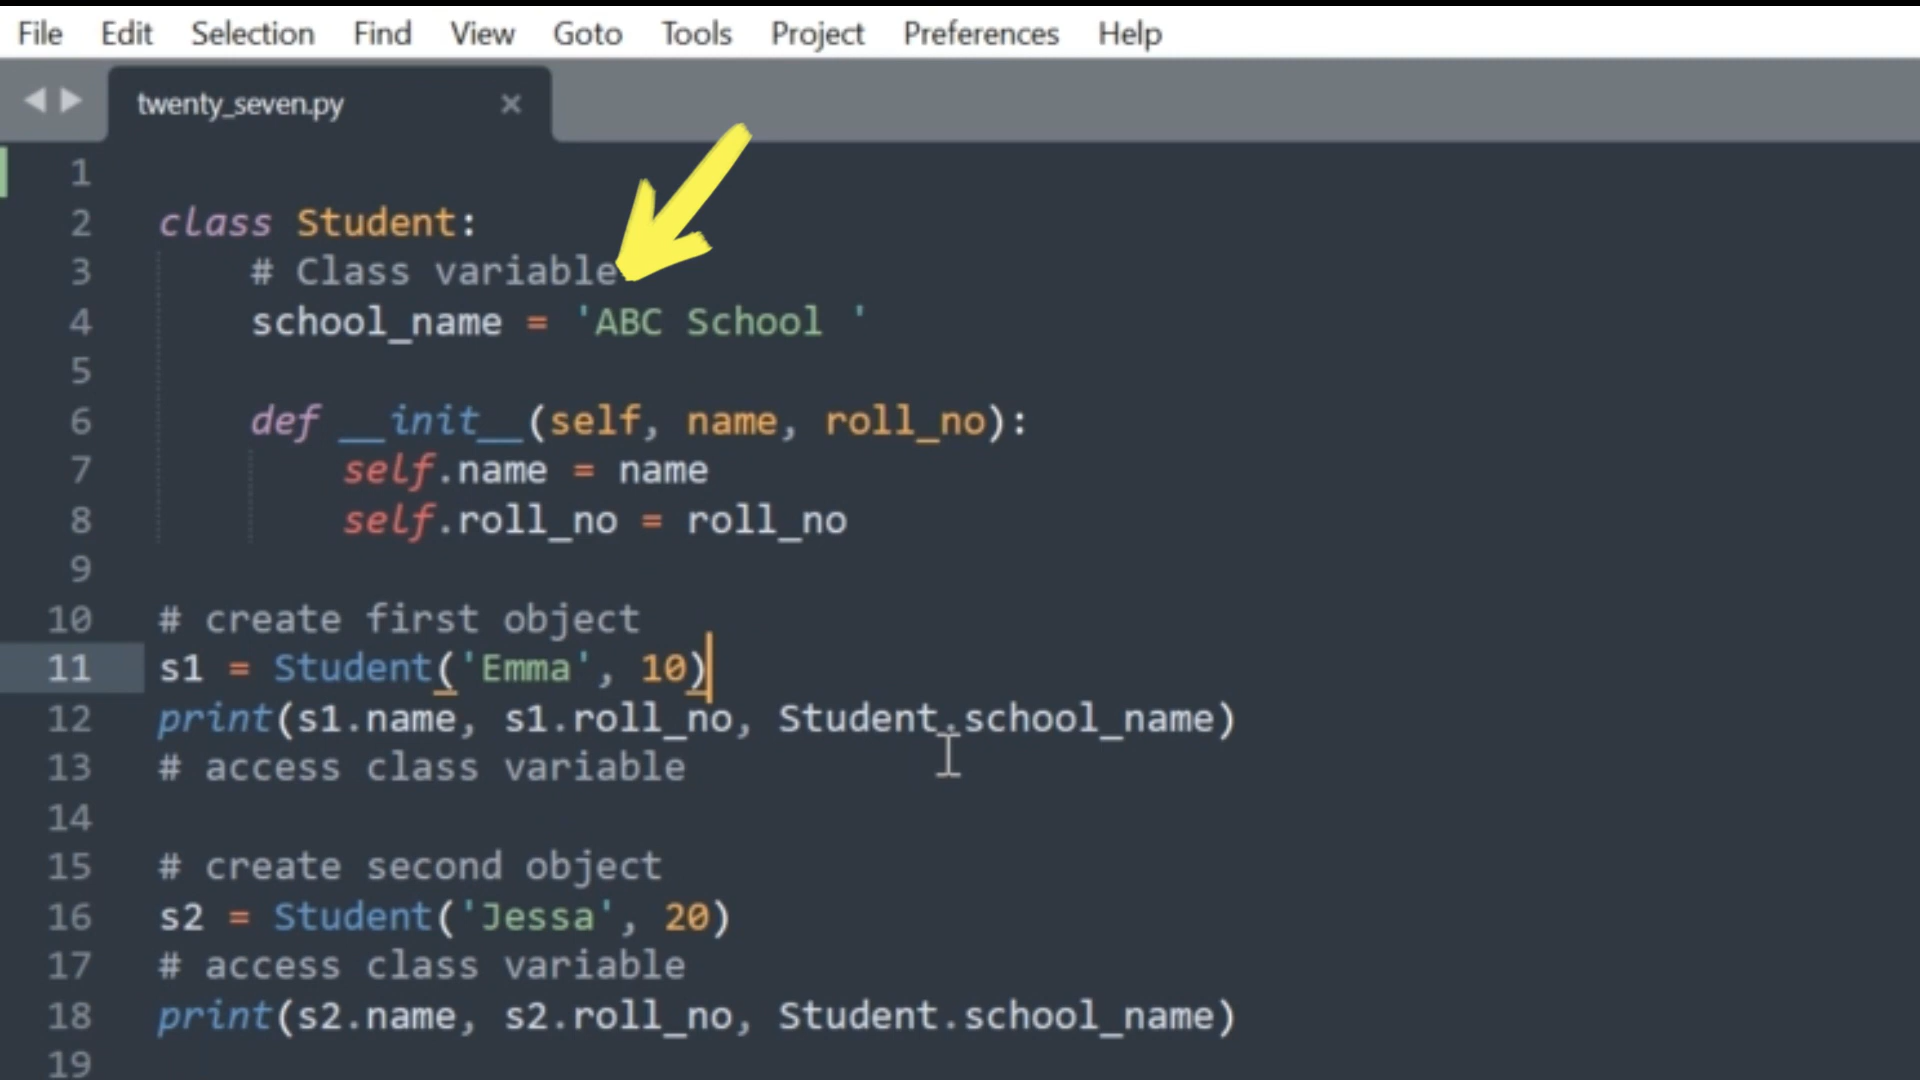 File Edit Selection Find View Goto Tools Project Preferences Help
twenty_seven.py ×
1
2 class Student:
3 # Class variable
4 school_name = 'ABC School '
5
6 def __init__(self, name, roll_no):
7 self.name = name
8 self.roll_no = roll_no
9
10 # create first object
11 s1 = Student('Emma', 10)
12 print(s1.name, s1.roll_no, Student.school_name)
13 # access class variable
14
15 # create second object
16 s2 = Student('Jessa', 20)
17 # access class variable
18 print(s2.name, s2.roll_no, Student.school_name)
19